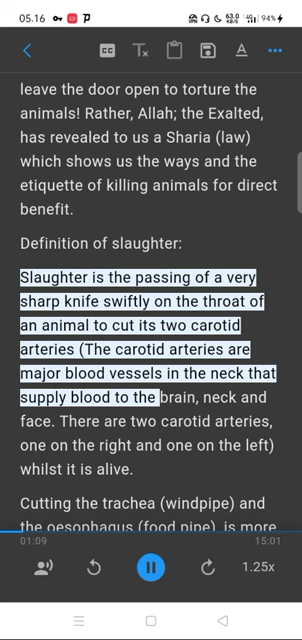 05.16
63.0 KB/s
4G
94%
CC
leave the door open to torture the
animals! Rather, Allah; the Exalted,
has revealed to us a Sharia (law)
which shows us the ways and the
etiquette of killing animals for direct
benefit.
Definition of slaughter:
Slaughter is the passing of a very
sharp knife swiftly on the throat of
an animal to cut its two carotid
arteries (The carotid arteries are
major blood vessels in the neck that
supply blood to the brain, neck and
face. There are two carotid arteries,
one on the right and one on the left)
whilst it is alive.
Cutting the trachea (windpipe) and
the oesophagus (food pipe), is more
01:09
15:01
1.25x